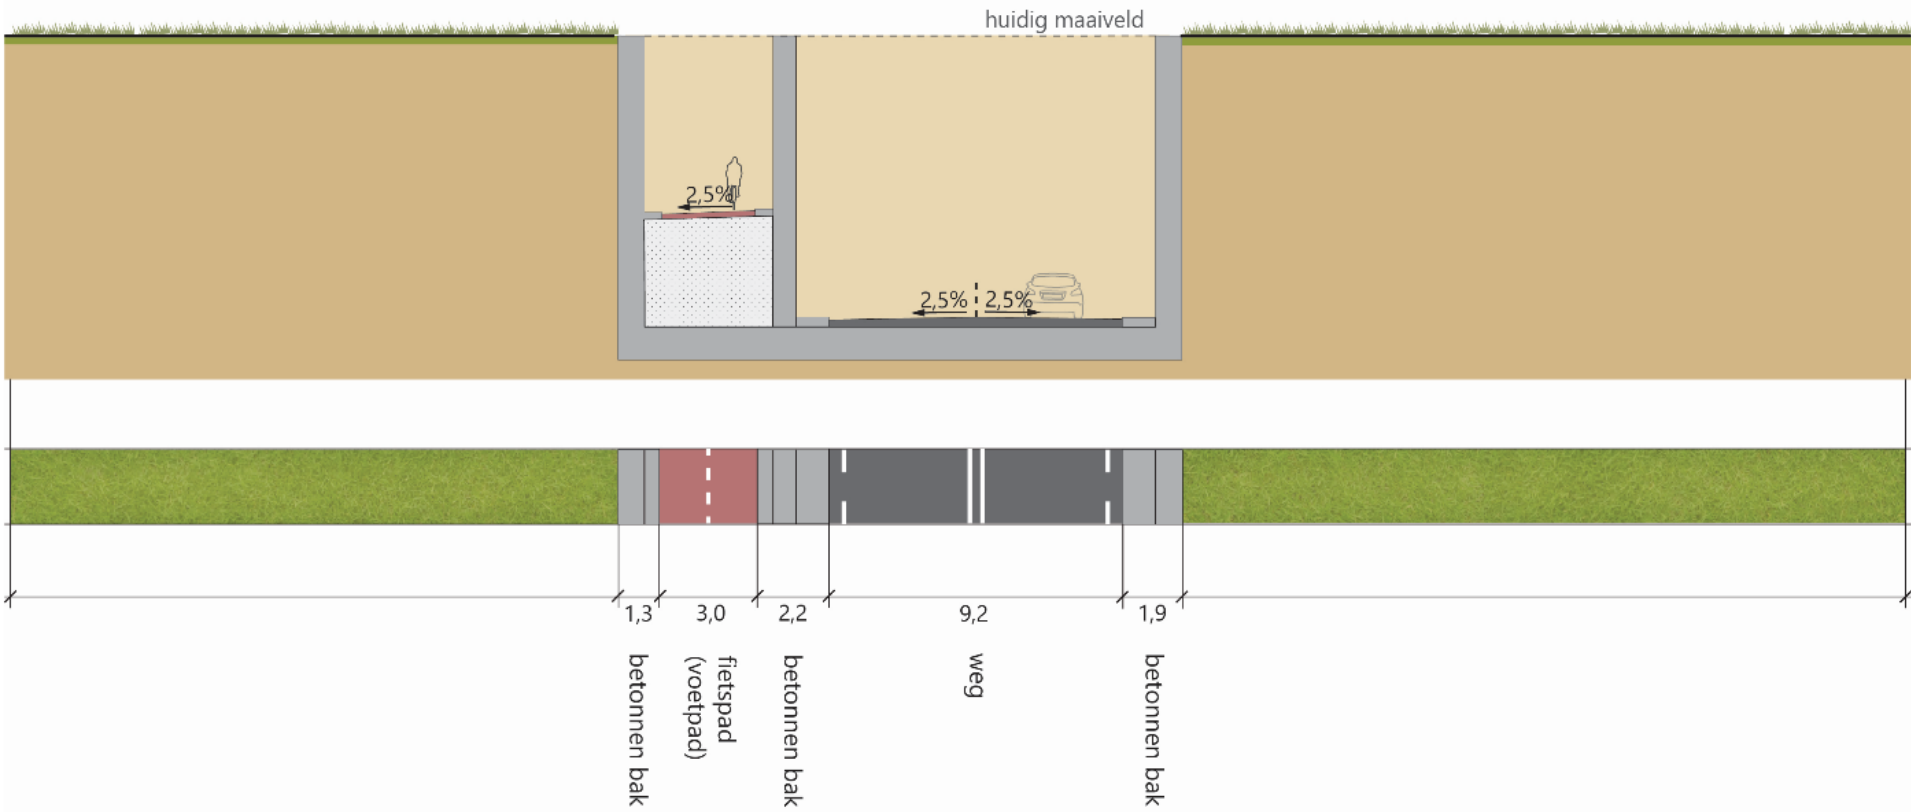 huidig maaiveld
2,5%
2,5% 2,5%
1,3 3,0 2,2 9,2 1,9
betonnen bak
fietspad
(voetpad)
betonnen bak
weg
betonnen bak